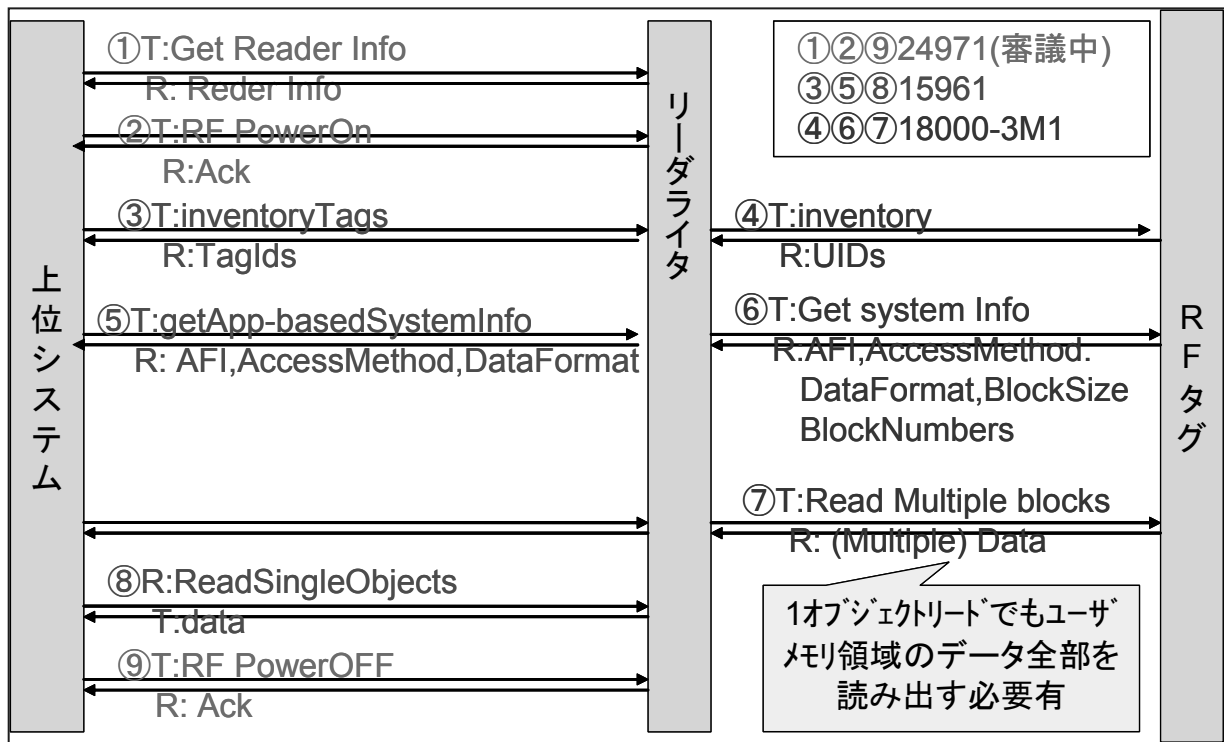 ①T:Get Reader Info
R: Reder Info
②T:RF PowerOn
R:Ack
③T:inventoryTags
R:TagIds
⑤T:getApp-basedSystemInfo
R: AFI,AccessMethod,DataFormat
⑧R:ReadSingleObjects
T:data
⑨T:RF PowerOFF
R: Ack
上位システム
リーダライタ
①②⑨24971(審議中)
③⑤⑧15961
④⑥⑦18000-3M1
④T:inventory
R:UIDs
⑥T:Get system Info
R:AFI,AccessMethod.
DataFormat,BlockSize
BlockNumbers
⑦T:Read Multiple blocks
R: (Multiple) Data
1オブジェクトリードでもユーザ
メモリ領域のデータ全部を
読み出す必要有
RFタグ